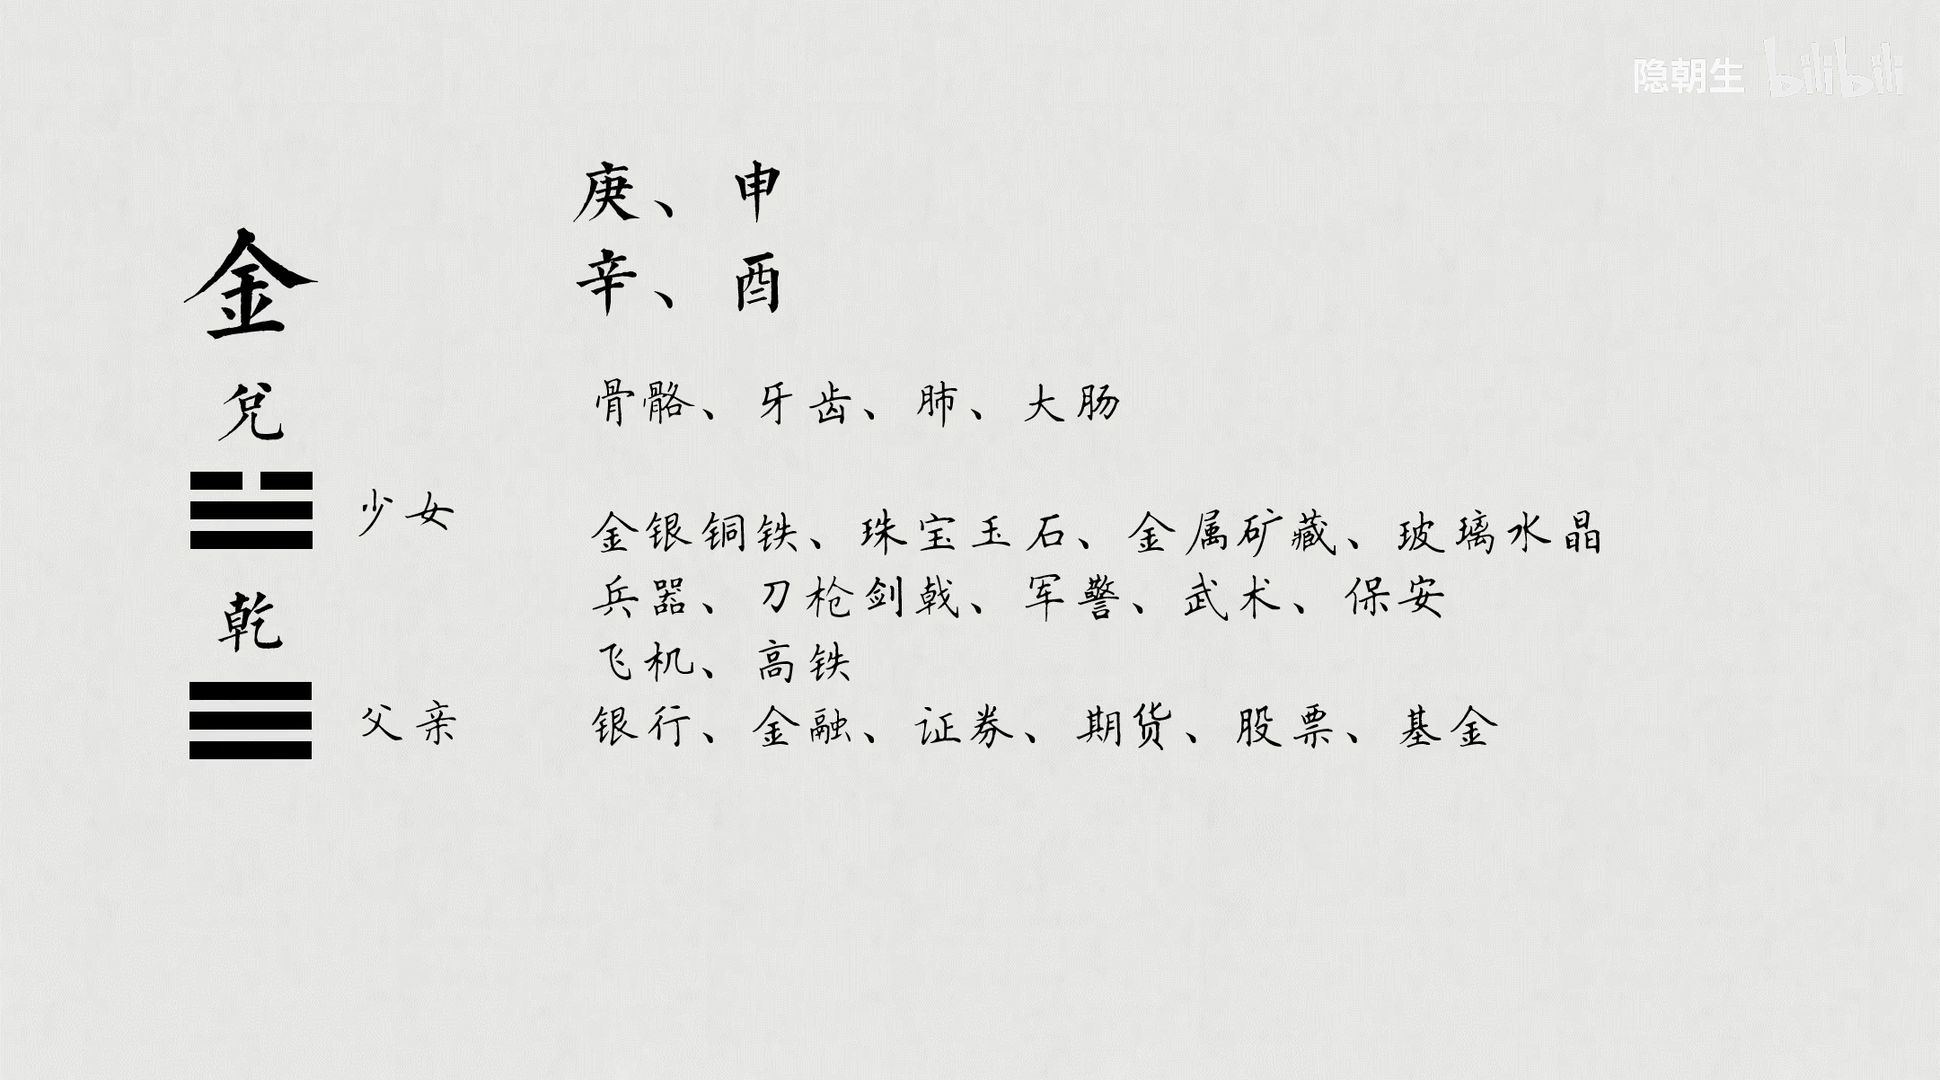 隐朝生 bilibili
金
庚、申
辛、酉
兑
骨骼、牙齿、肺、大肠
少女
金银铜铁、珠宝玉石、金属矿藏、玻璃水晶
兵器、刀枪剑戟、军警、武术、保安
乾
飞机、高铁
父亲
银行、金融、证券、期货、股票、基金